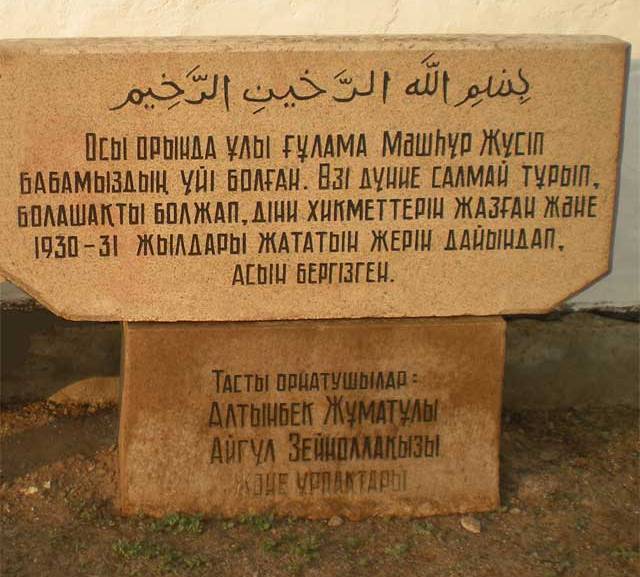 بِسْمِ اللَّه الرَّحْمنِ الرَّحِيم
Осы орында ұлы ғұлама Мәшһүр Жүсіп
бабамыздың үйі болған. Өзі дүние салмай тұрып,
болашақты болжап, діни хикметтерін жазған және
1930-31 жылдары жататын жерін дайындап,
асын бергізген.
Тасты орнатушылар:
Алтынбек Жұматұлы
Айгүл Зейноллақызы
және ұрпақтары